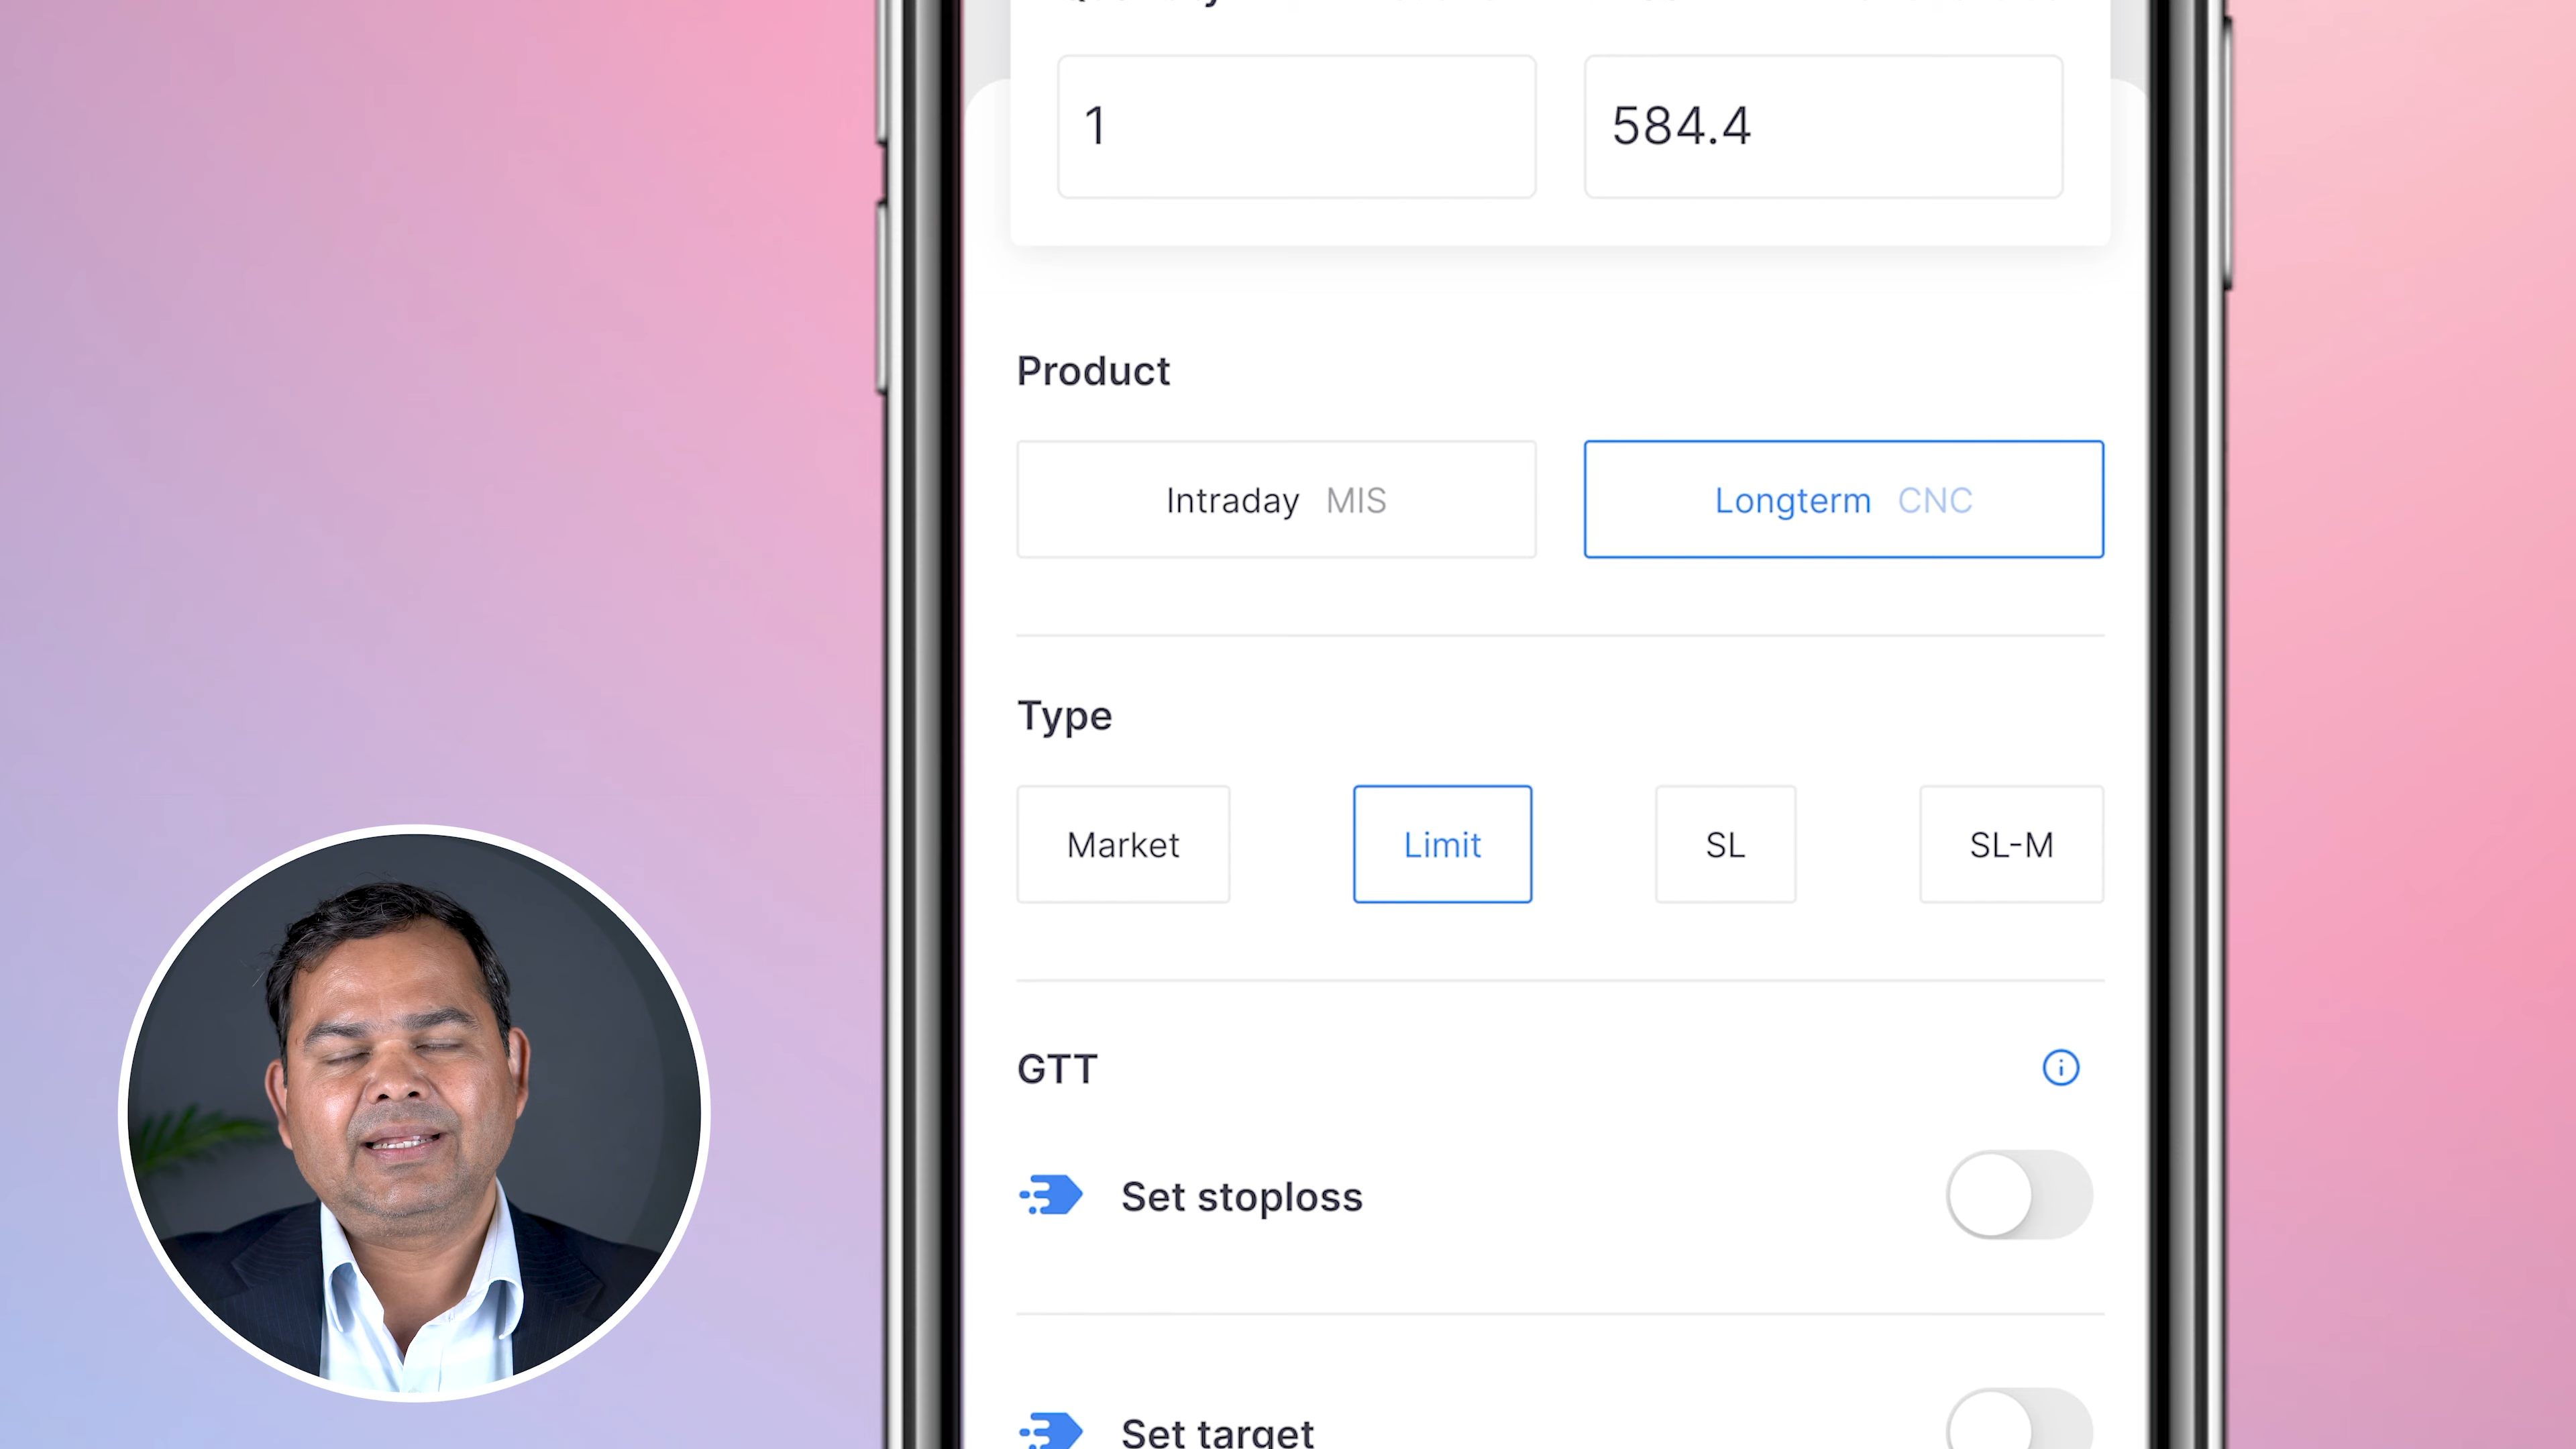 1
584.4
Product
Intraday MIS
Longterm CNC
Type
Market
Limit
SL
SL-M
GTT
Set stoploss
Set target